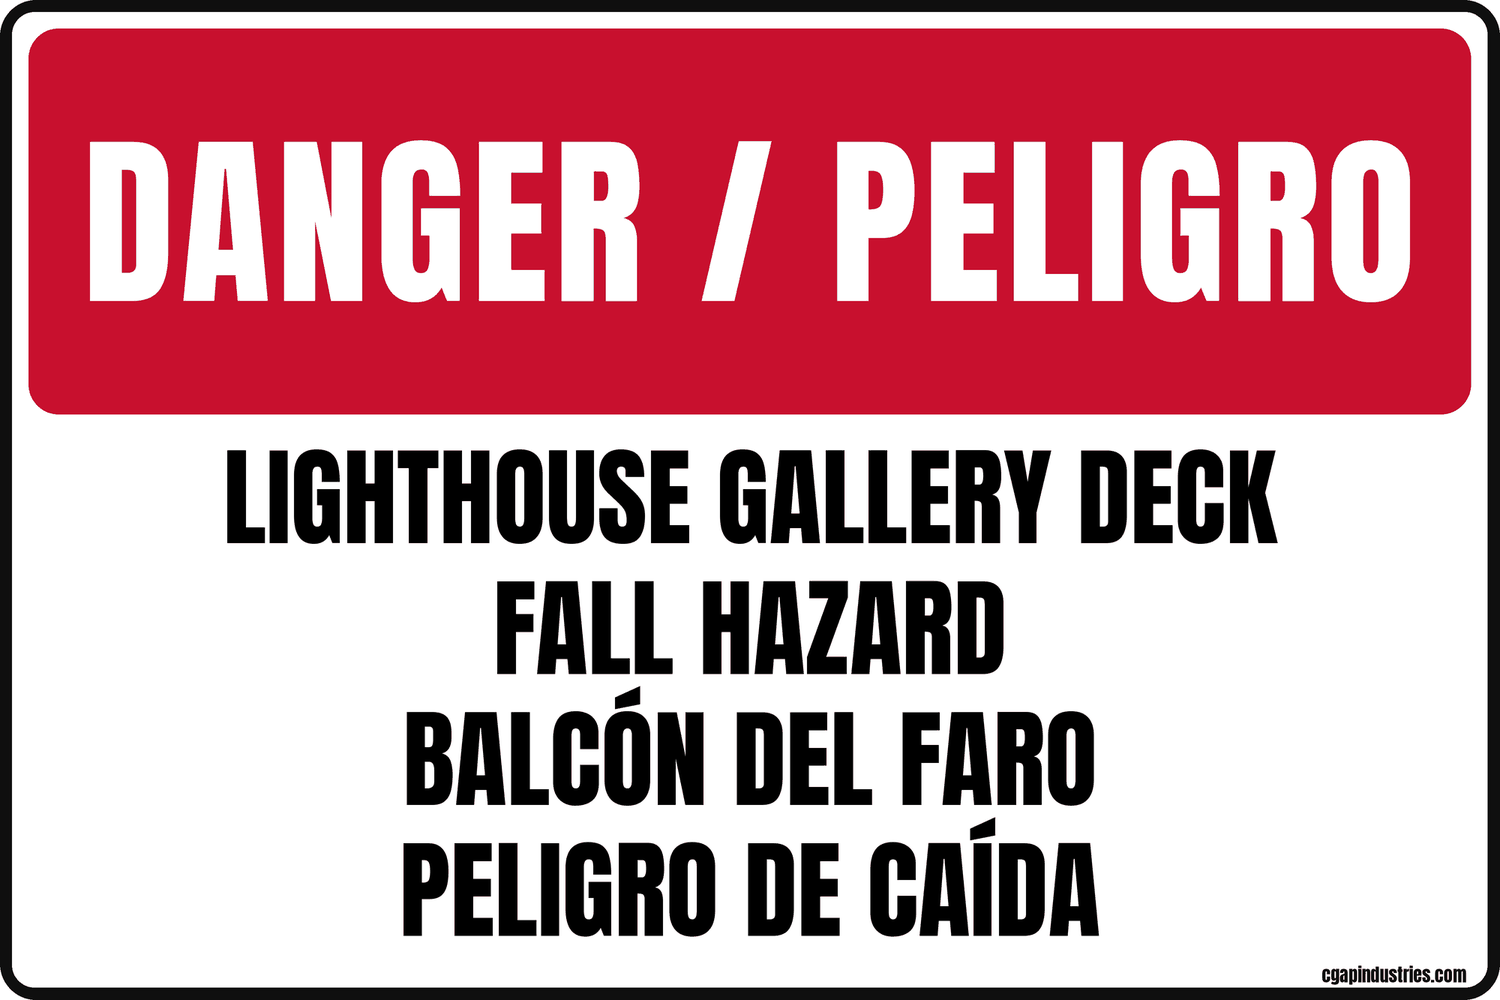 DANGER / PELIGRO
LIGHTHOUSE GALLERY DECK
FALL HAZARD
BALCÓN DEL FARO
PELIGRO DE CAÍDA
cgapindustries.com